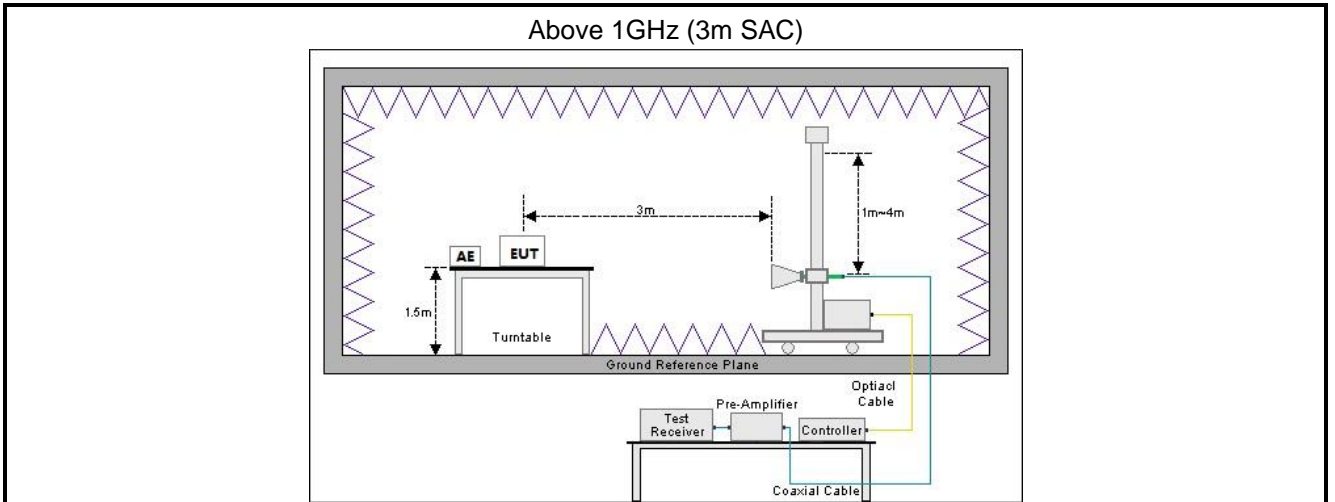 Above 1GHz (3m SAC)
3m
1m~4m
AE
EUT
1.5m
Turntable
Ground Reference Plane
Optiacl
Cable
Pre-Amplifier
Test
Receiver
Controller
Coaxial Cable